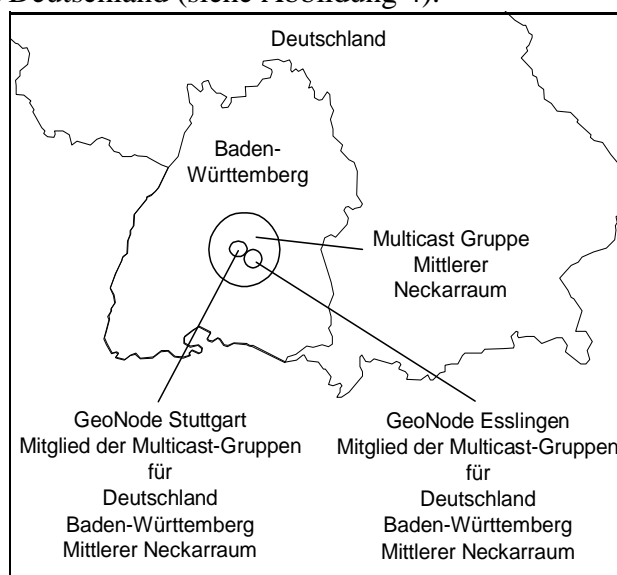 Deutschland (siehe Abbildung 4).
Deutschland
Baden-
Württemberg
Multicast Gruppe
Mittlerer
Neckarraum
GeoNode Stuttgart
Mitglied der Multicast-Gruppen
für
Deutschland
Baden-Württemberg
Mittlerer Neckarraum
GeoNode Esslingen
Mitglied der Multicast-Gruppen
für
Deutschland
Baden-Württemberg
Mittlerer Neckarraum